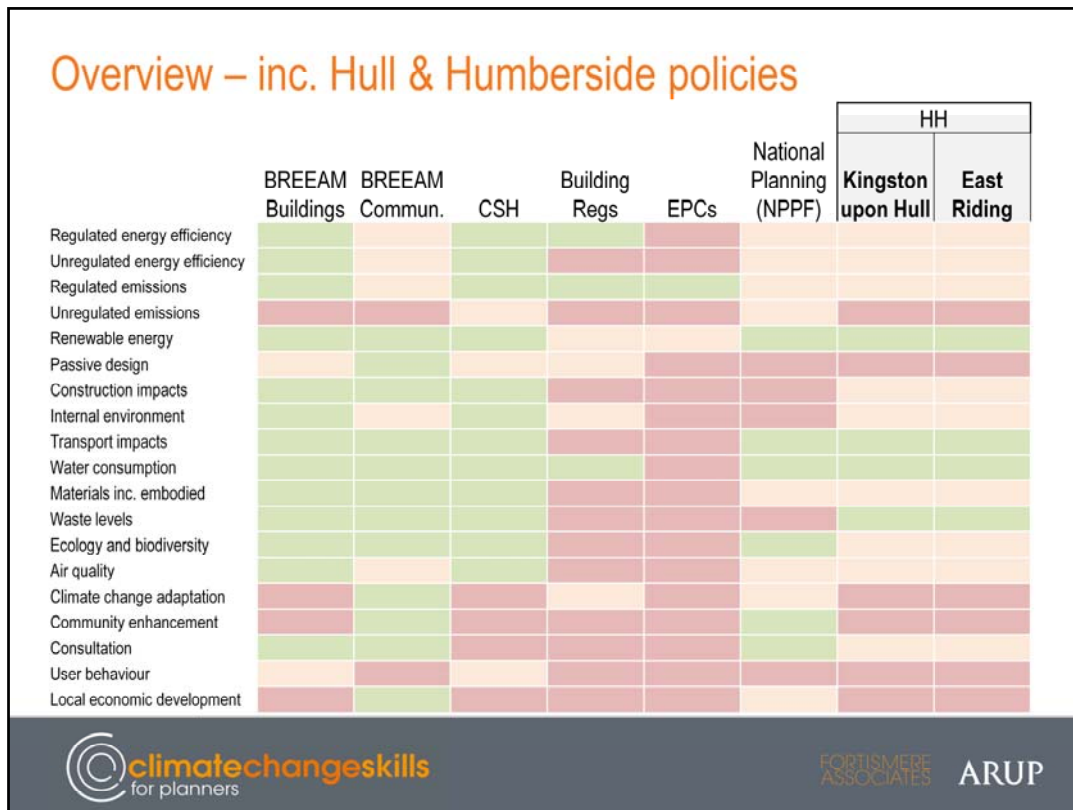 Overview – inc. Hull & Humberside policies
HH
BREEAM Buildings
BREEAM Commun.
CSH
Building Regs
EPCs
National Planning (NPPF)
Kingston upon Hull
East Riding
Regulated energy efficiency
Unregulated energy efficiency
Regulated emissions
Unregulated emissions
Renewable energy
Passive design
Construction impacts
Internal environment
Transport impacts
Water consumption
Materials inc. embodied
Waste levels
Ecology and biodiversity
Air quality
Climate change adaptation
Community enhancement
Consultation
User behaviour
Local economic development
climatechangeskills
for planners
FORTISMERE
ASSOCIATES
ARUP